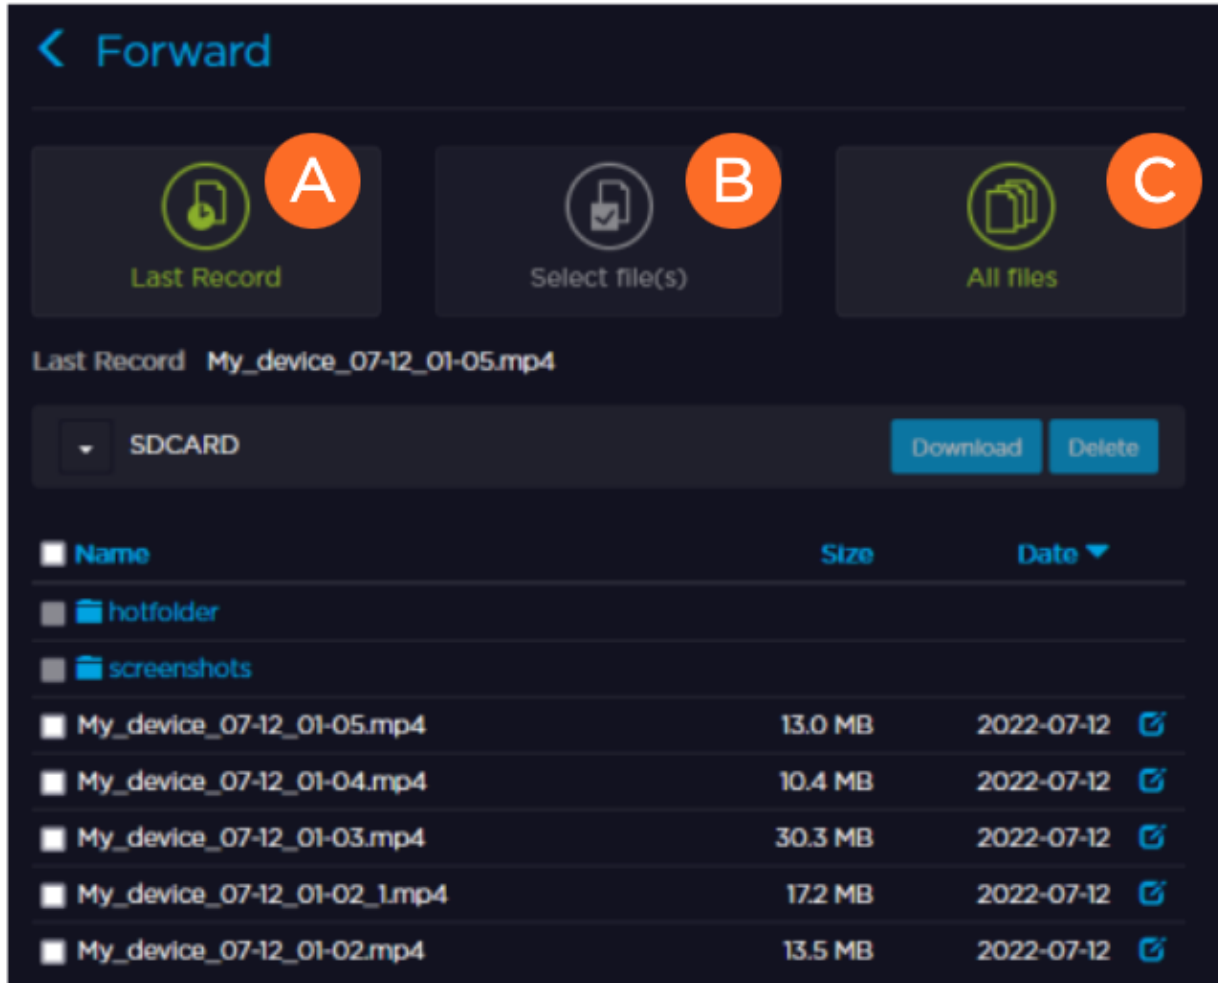 Forward
A B C
Last Record Select file(s) All files
Last Record My_device_07-12_01-05.mp4
SDCARD Download Delete
Name Size Date
hotfolder
screenshots
My_device_07-12_01-05.mp4 13.0 MB 2022-07-12
My_device_07-12_01-04.mp4 10.4 MB 2022-07-12
My_device_07-12_01-03.mp4 30.3 MB 2022-07-12
My_device_07-12_01-02_1.mp4 17.2 MB 2022-07-12
My_device_07-12_01-02.mp4 13.5 MB 2022-07-12